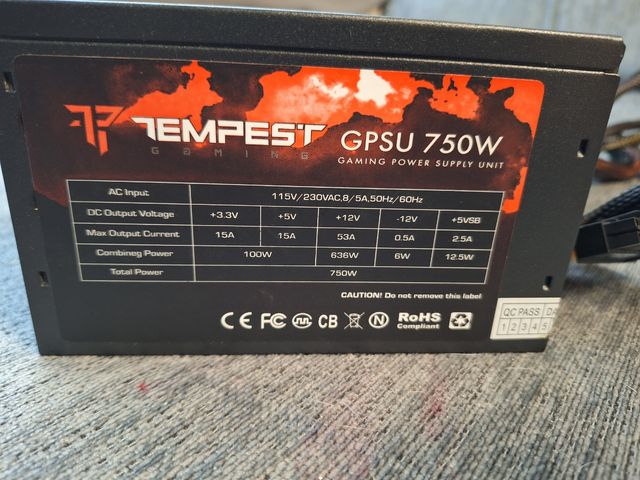 TEMPEST
GAMING
GPSU 750W
GAMING POWER SUPPLY UNIT
AC Input 115V/230VAC,8/5A,50Hz/60Hz
DC Output Voltage +3.3V +5V +12V -12V +5VSB
Max Output Current 15A 15A 53A 0.5A 2.5A
Combineg Power 100W 636W 6W 12.5W
Total Power 750W
CAUTION! Do not remove this label
CE FC CB N RoHS
Compliant
QC PASS DA
1 2 3 4 5